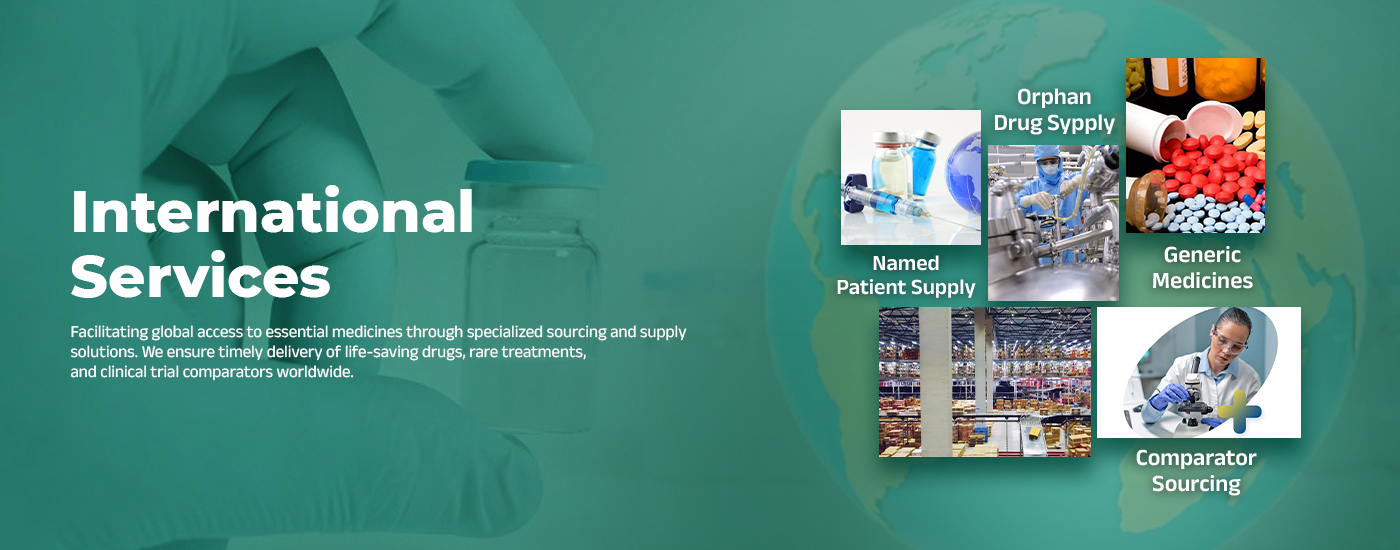 International
Services
Facilitating global access to essential medicines through specialized sourcing and supply
solutions. We ensure timely delivery of life-saving drugs, rare treatments,
and clinical trial comparators worldwide.
Orphan
Drug Sypply
Named
Patient Supply
Generic
Medicines
Comparator
Sourcing